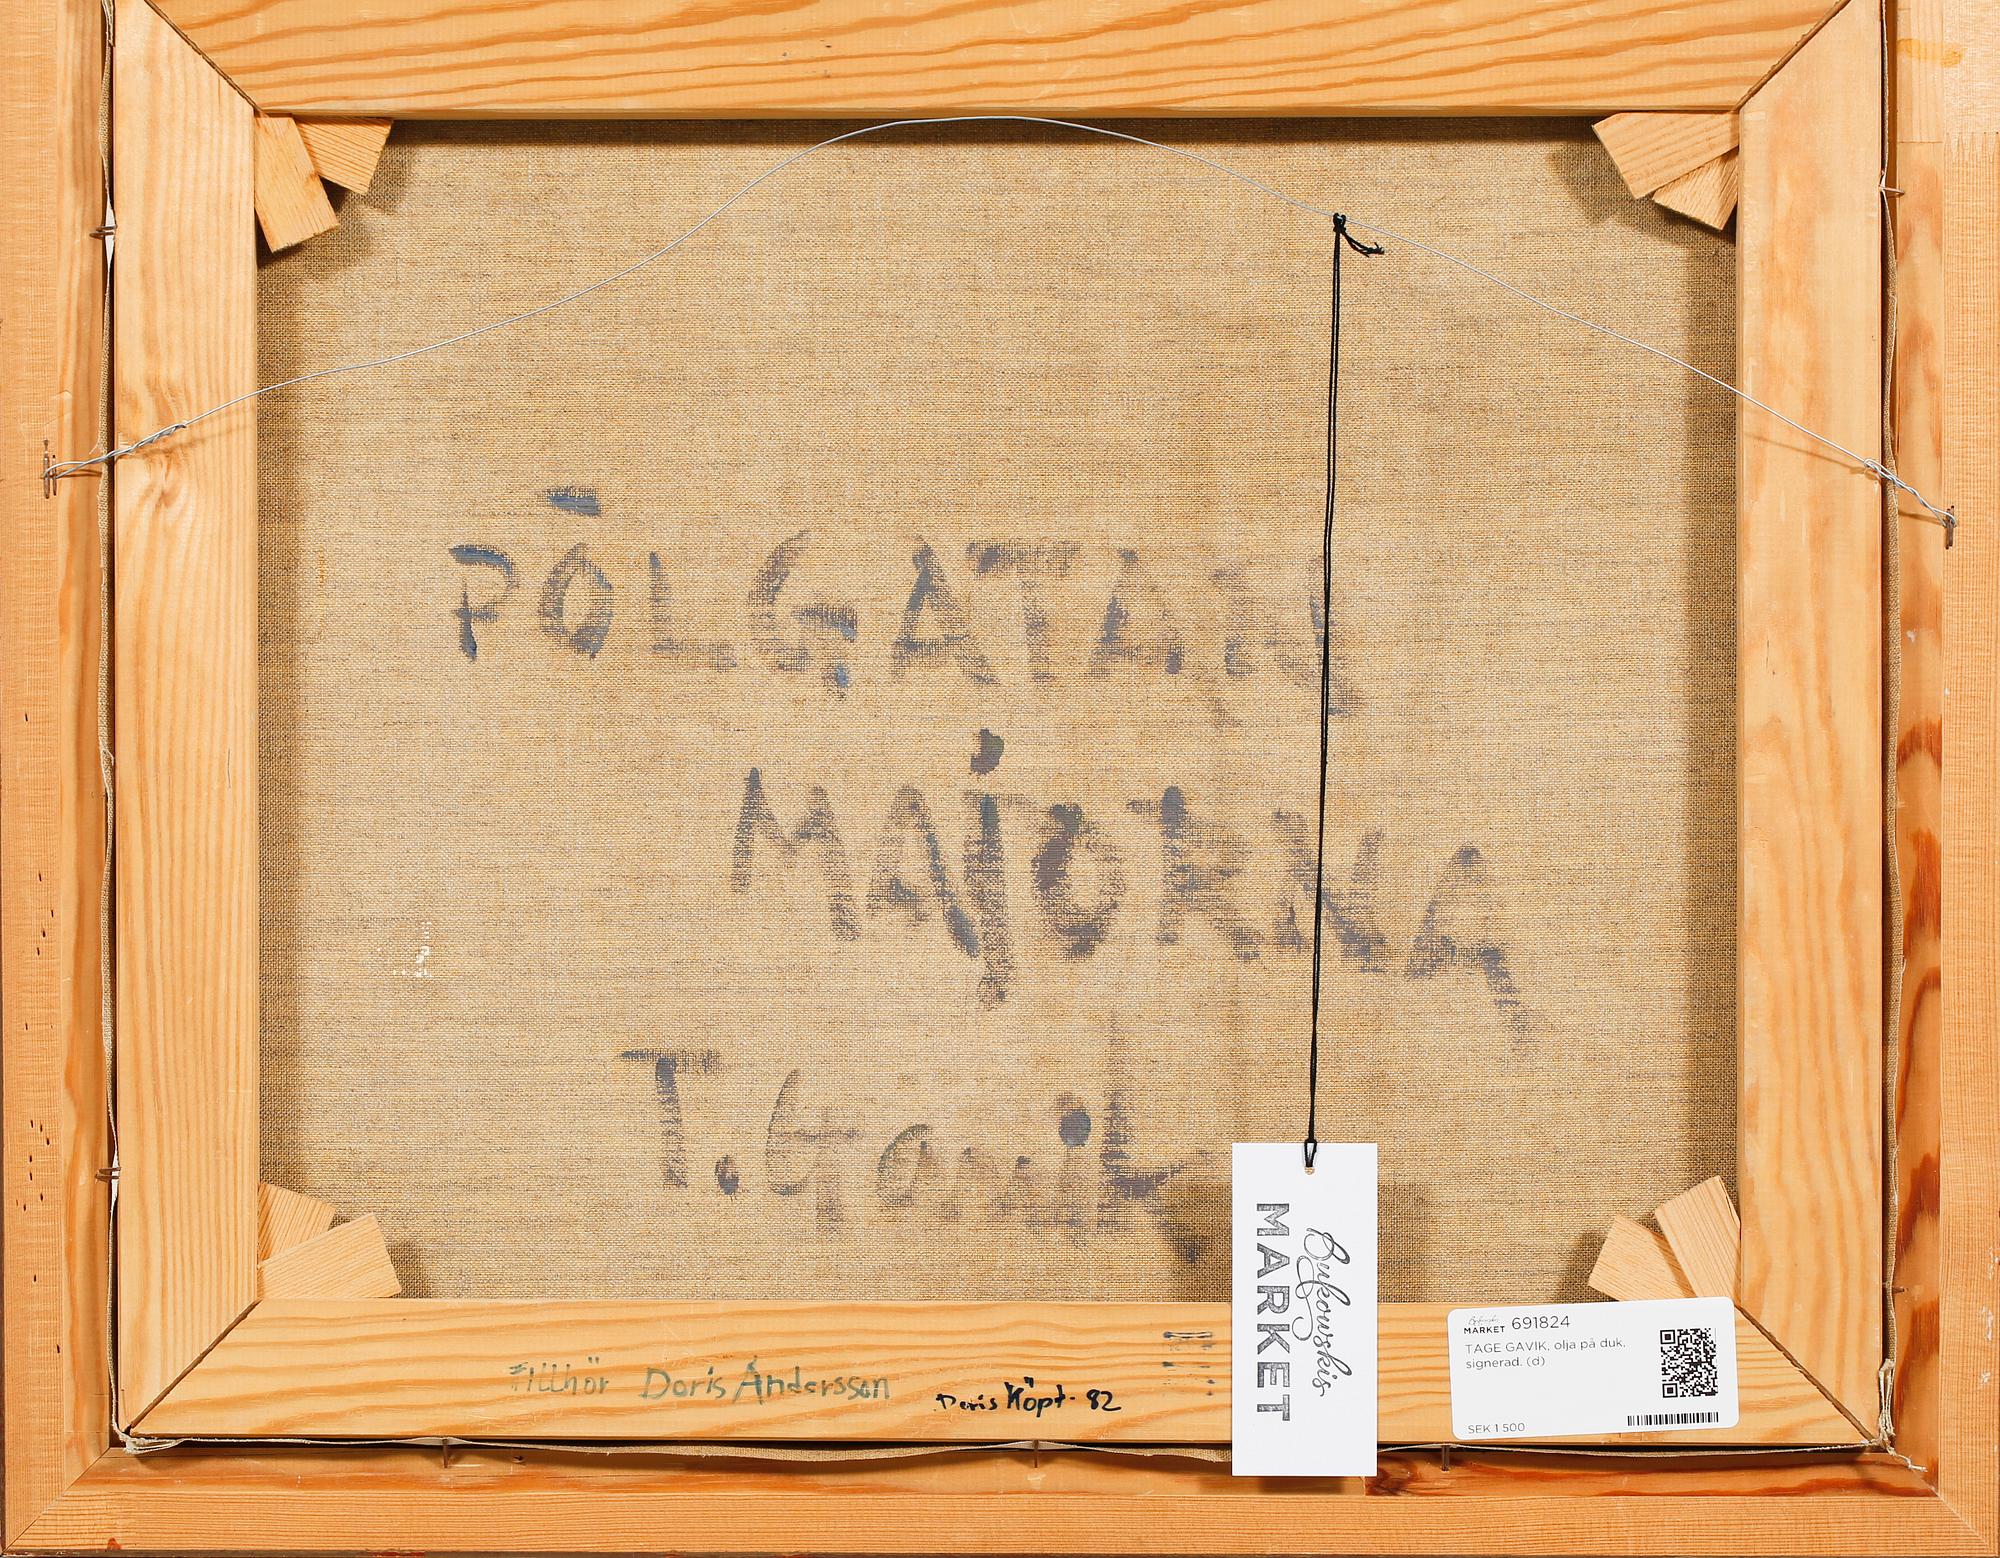 PÖLGATAN
MAJORNA
T. Gavik
Tillhör Doris Andersson
Doris Köpt-82
Bukowskis
MARKET
Bukowskis
MARKET 691824
TAGE GAVIK, olja på duk,
signerad. (d)
SEK 1 500